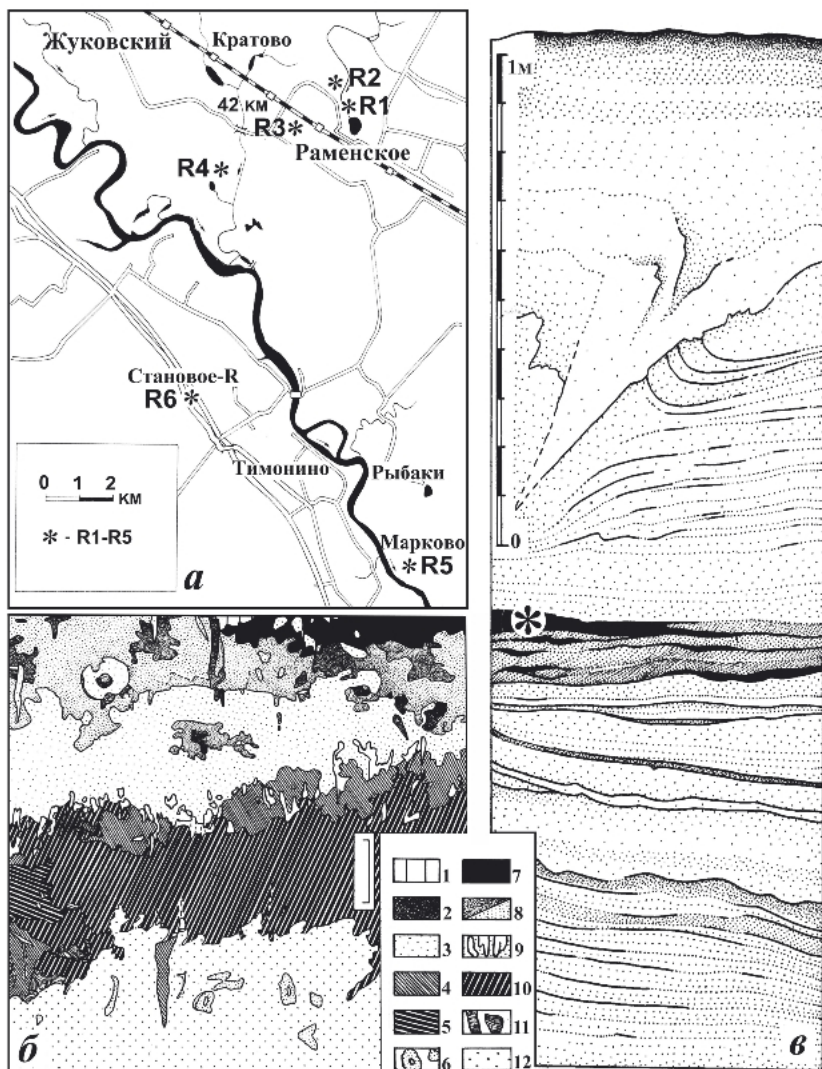 Жуковский
Кратово
42 КМ
* R2
* R1
R3 *
Раменское
R4 *
Становое-R
R6 *
Тимонино
Рыбаки
Марково
* R5
0 1 2
КМ
* - R1-R5
а
1м
0
*
в
б
1 7
2 8
3 9
4 10
5 11
6 12